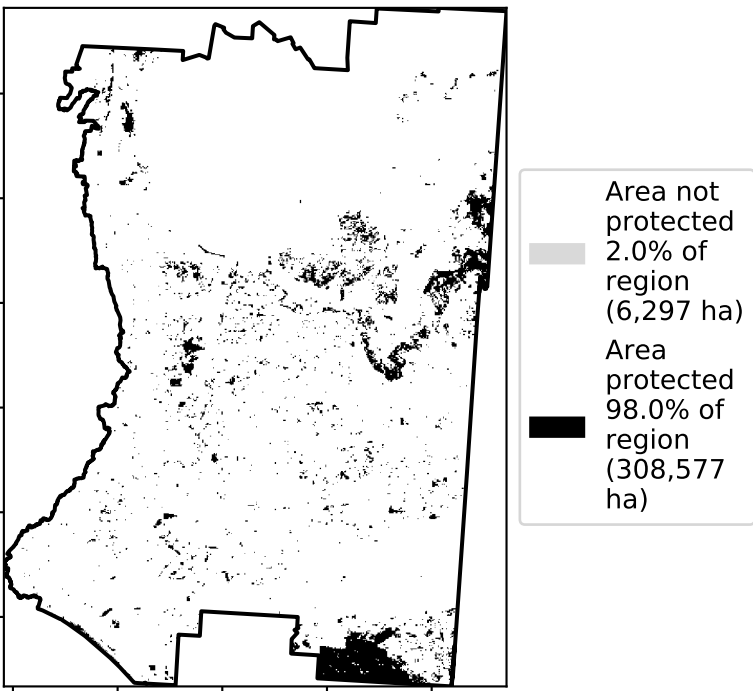 Area not
protected
2.0% of
region
(6,297 ha)
Area
protected
98.0% of
region
(308,577
ha)